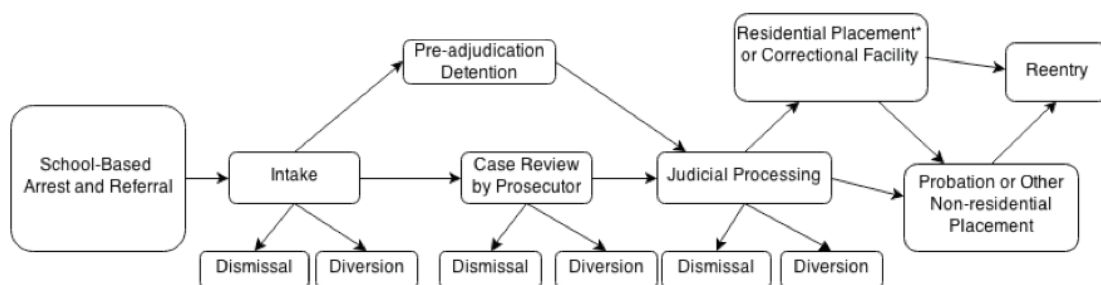 School-Based
Arrest and Referral
Intake
Pre-adjudication
Detention
Case Review
by Prosecutor
Judicial Processing
Residential Placement*
or Correctional Facility
Reentry
Probation or Other
Non-residential
Placement
Dismissal
Diversion
Dismissal
Diversion
Dismissal
Diversion